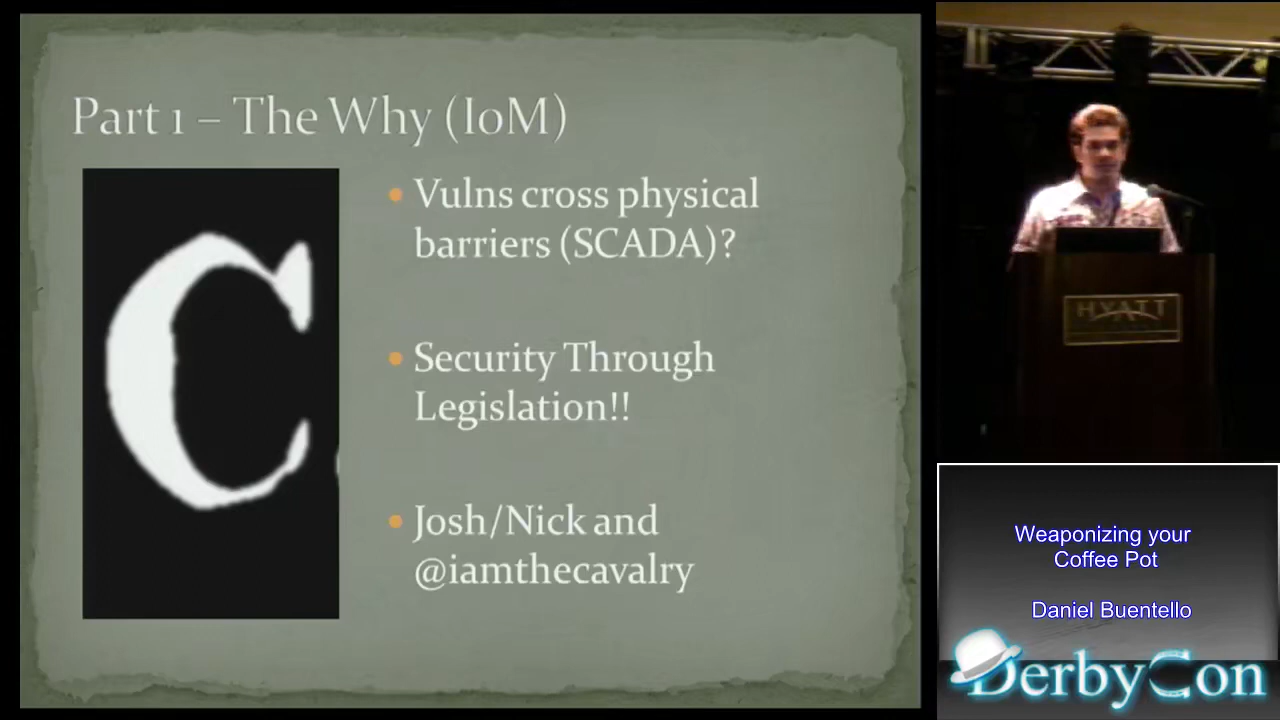 Part 1 – The Why (IoM)
C
Vulns cross physical
barriers (SCADA)?
Security Through
Legislation!!
Josh/Nick and
@iamthecavalry
HYATT
Weaponizing your
Coffee Pot
Daniel Buentello
DerbyCon